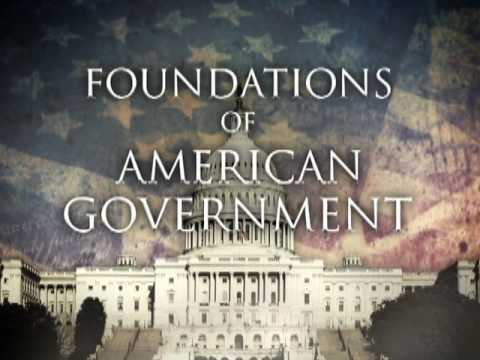 FOUNDATIONS
OF
AMERICAN
GOVERNMENT